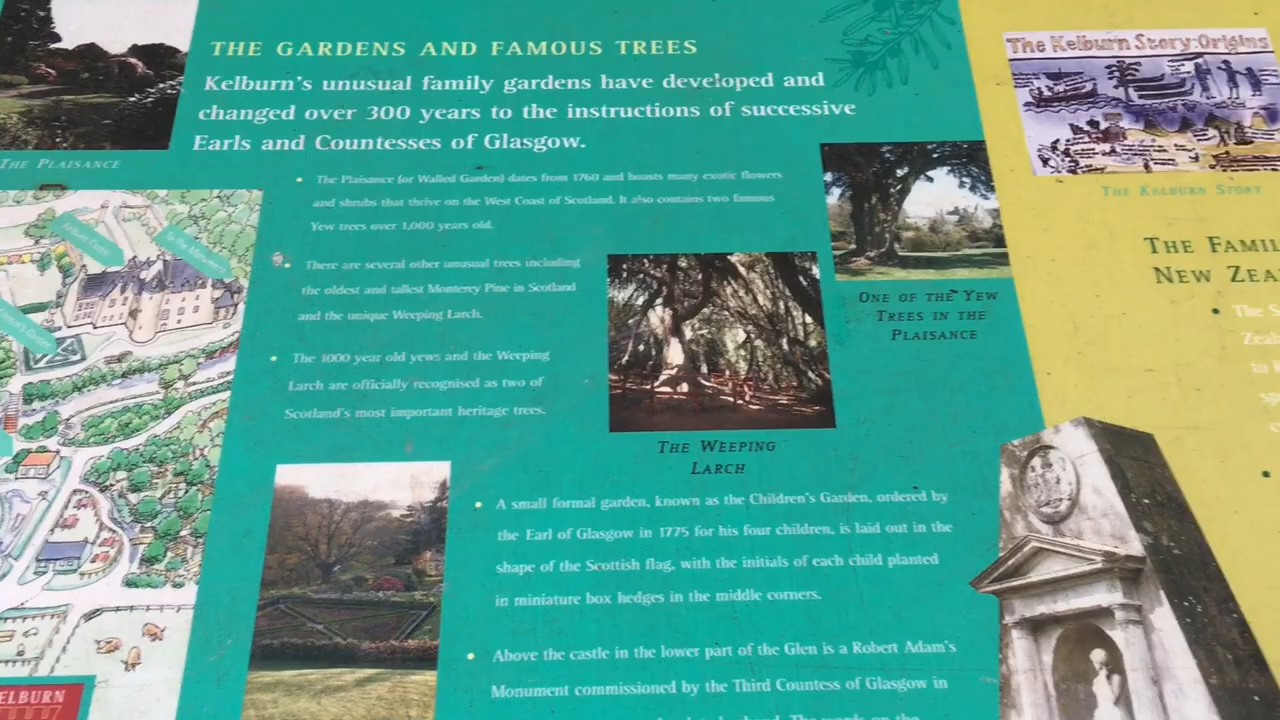 THE GARDENS AND FAMOUS TREES
Kelburn's unusual family gardens have developed and
changed over 300 years to the instructions of successive
Earls and Countesses of Glasgow.
THE PLAISANCE
• The Plaisance (or Walled Garden) dates from 1760 and boasts many exotic flowers
and shrubs that thrive on the West Coast of Scotland. It also contains two famous
Yew trees over 1,000 years old.
• There are several other unusual trees including
the oldest and tallest Monterey Pine in Scotland
and the unique Weeping Larch.
• The 1000 year old yews and the Weeping
Larch are officially recognised as two of
Scotland's most important heritage trees.
ONE OF THE YEW
TREES IN THE
PLAISANCE
THE WEEPING
LARCH
• A small formal garden, known as the Children's Garden, ordered by
the Earl of Glasgow in 1775 for his four children, is laid out in the
shape of the Scottish flag, with the initials of each child planted
in miniature box hedges in the middle corners.
• Above the castle in the lower part of the Glen is a Robert Adam's
Monument commissioned by the Third Countess of Glasgow in
The Kelburn Story: Origins
THE KELBURN STORY
THE FAMIL
NEW ZEA
• The S
Zeal
to
sp
c
ELBURN